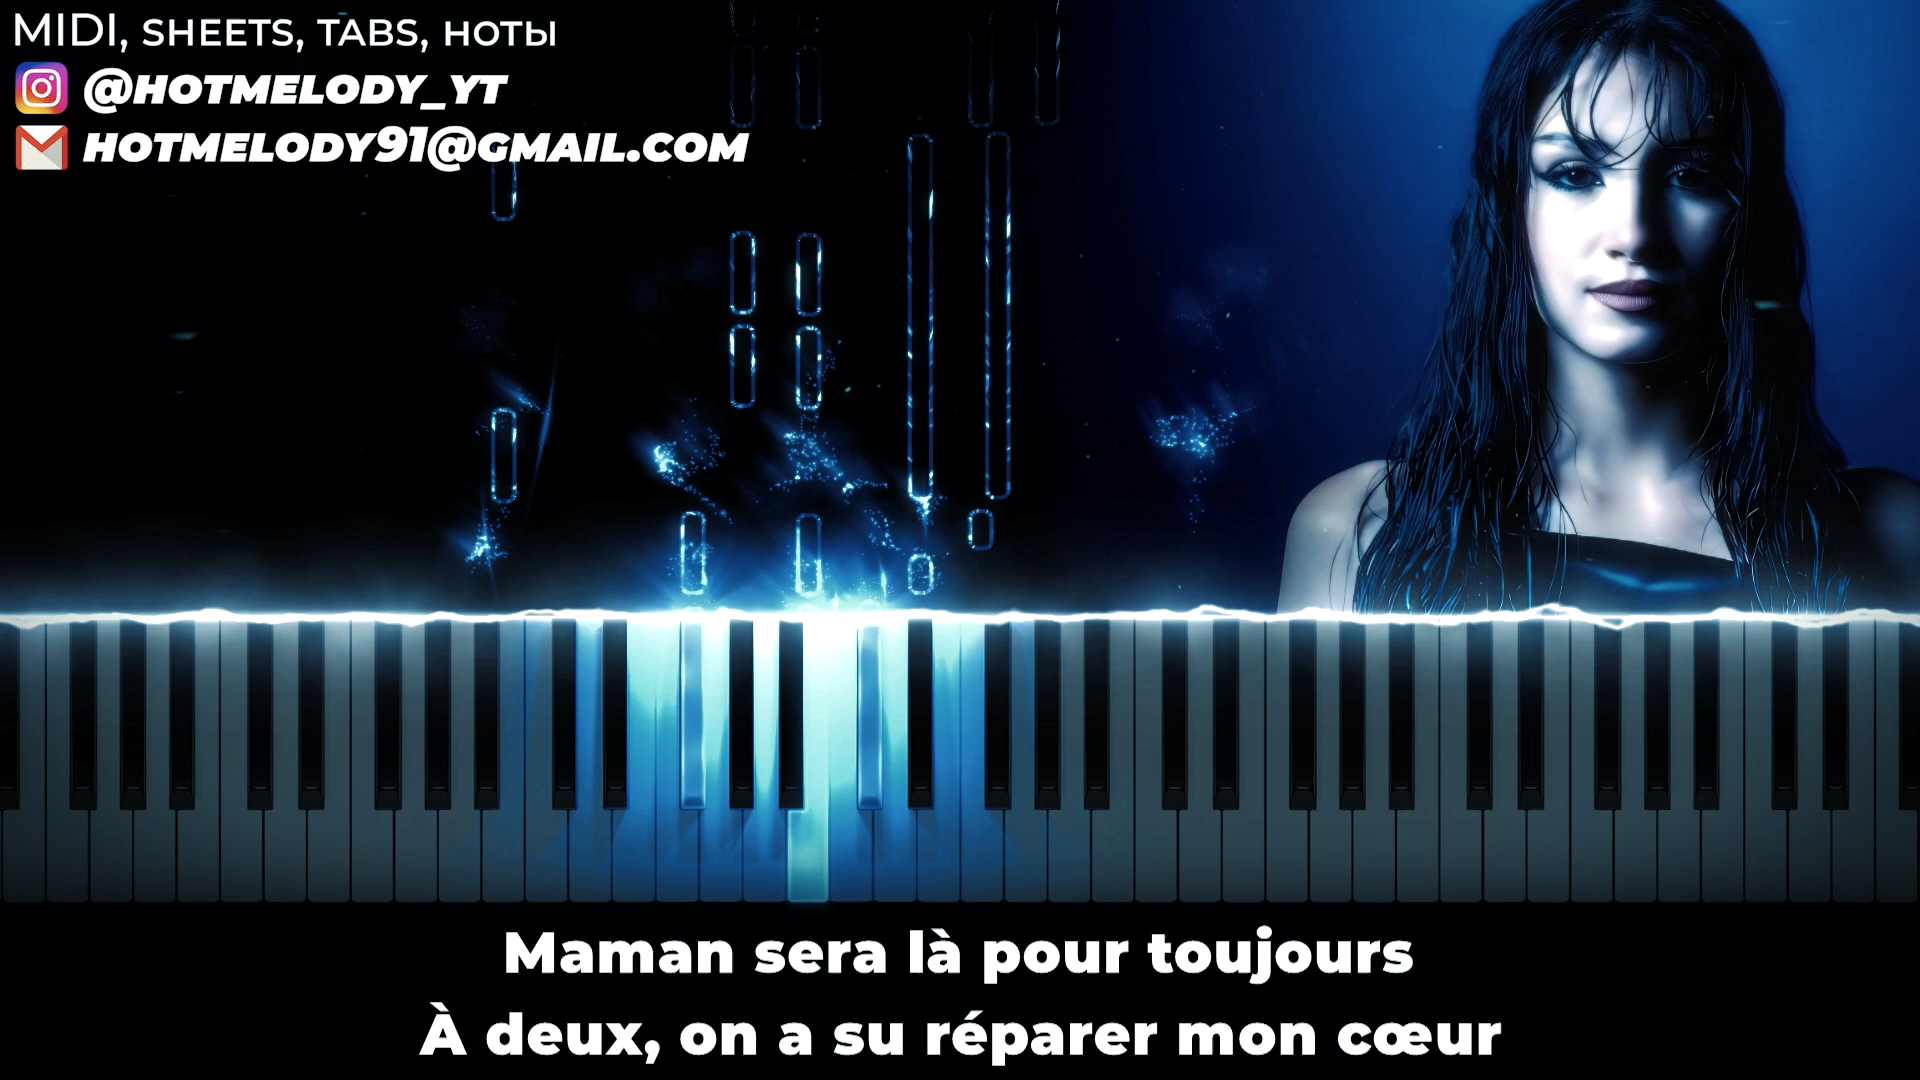 MIDI, SHEETS, TABS, НОТЫ
@HOTMELODY_YT
HOTMELODY91@GMAIL.COM
Maman sera là pour toujours
À deux, on a su réparer mon cœur